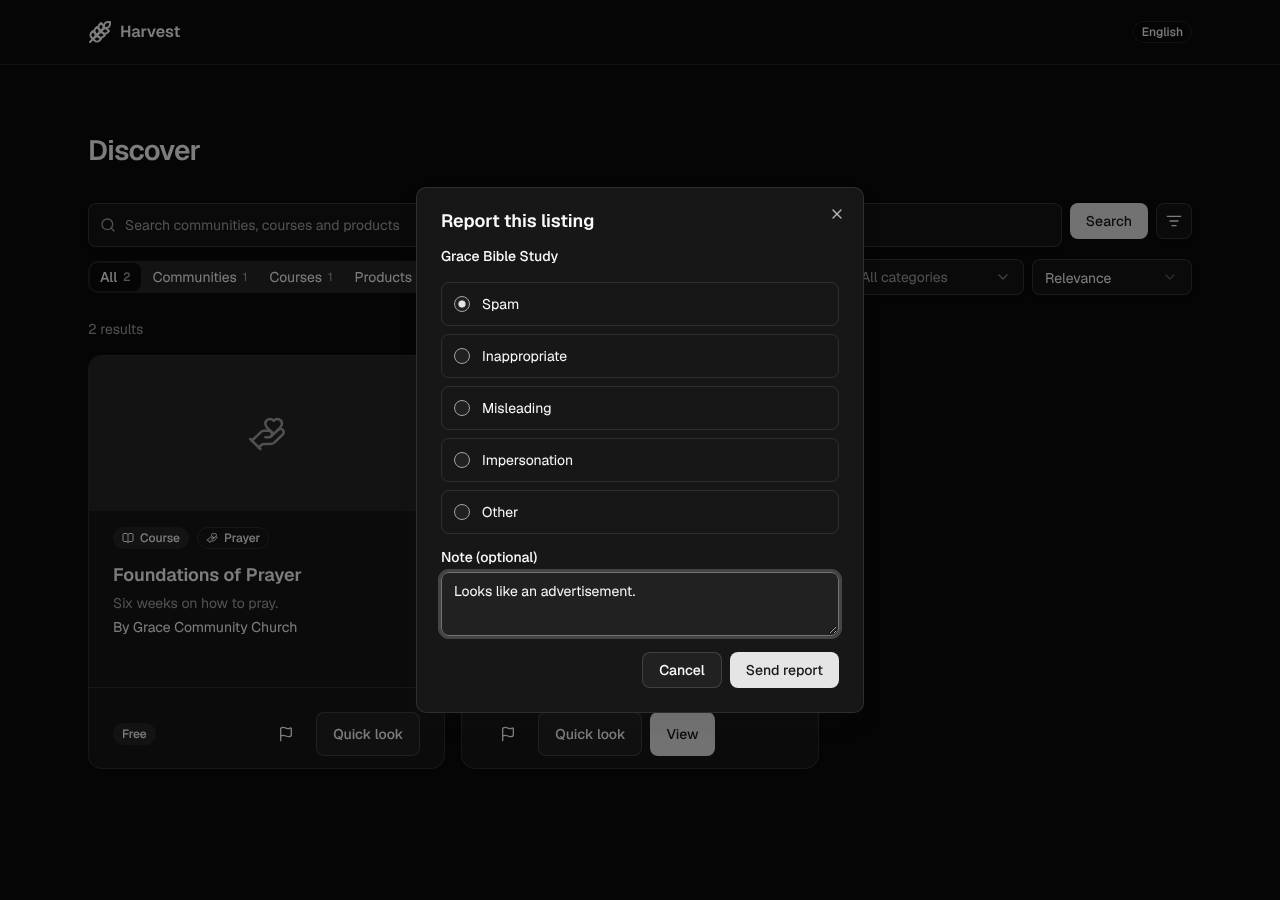 Harvest
English
Discover
Search communities, courses and products
Search
All 2
Communities 1
Courses 1
Products
All categories
Relevance
2 results
Course
Prayer
Foundations of Prayer
Six weeks on how to pray.
By Grace Community Church
Free
Quick look
Quick look
View
Report this listing
Grace Bible Study
Spam
Inappropriate
Misleading
Impersonation
Other
Note (optional)
Looks like an advertisement.
Cancel
Send report